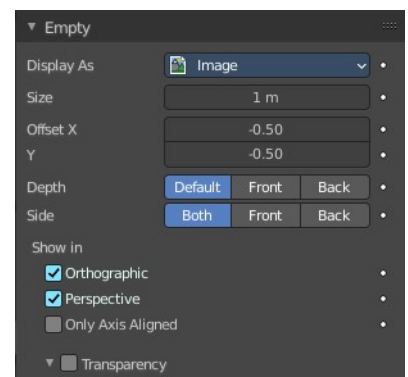 Empty
Display As Image
Size 1 m
Offset X -0.50
Y -0.50
Depth Default Front Back
Side Both Front Back
Show in
Orthographic
Perspective
Only Axis Aligned
Transparency